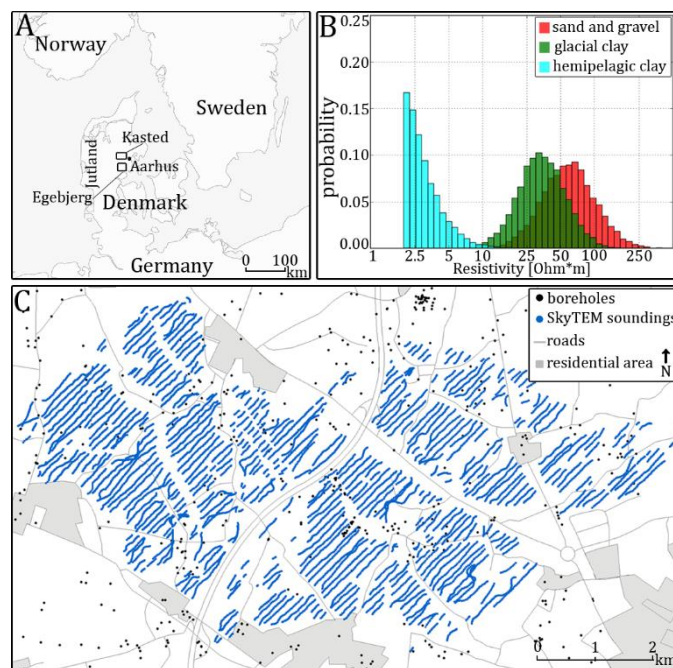 A
Norway
Sweden
Kasted
Jutland
Aarhus
Egebjerg
Denmark
Germany
0 100
km
B
sand and gravel
glacial clay
hemipelagic clay
probability
0.25
0.20
0.15
0.10
0.05
0.00
1 2.5 5 10 25 50 100 250
Resistivity [Ohm*m]
C
boreholes
SkyTEM soundings
roads
residential area
N
0 1 2
km